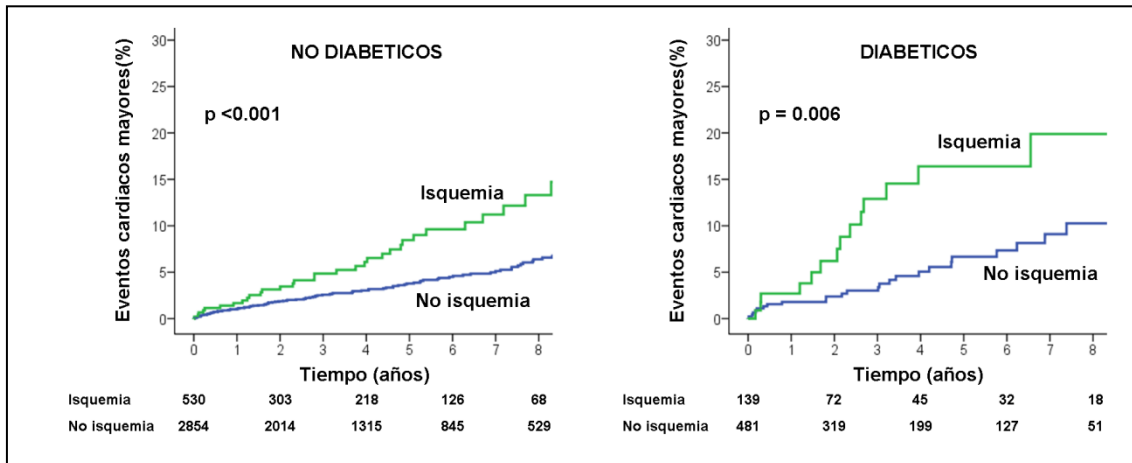 NO DIABETICOS
p <0.001
Isquemia
No isquemia
Eventos cardiacos mayores(%)
30
25
20
15
10
5
0
0 1 2 3 4 5 6 7 8
Tiempo (años)
Isquemia 530 303 218 126 68
No isquemia 2854 2014 1315 845 529
DIABETICOS
p = 0.006
Isquemia
No isquemia
Eventos cardiacos mayores(%)
30
25
20
15
10
5
0
0 1 2 3 4 5 6 7 8
Tiempo (años)
Isquemia 139 72 45 32 18
No isquemia 481 319 199 127 51